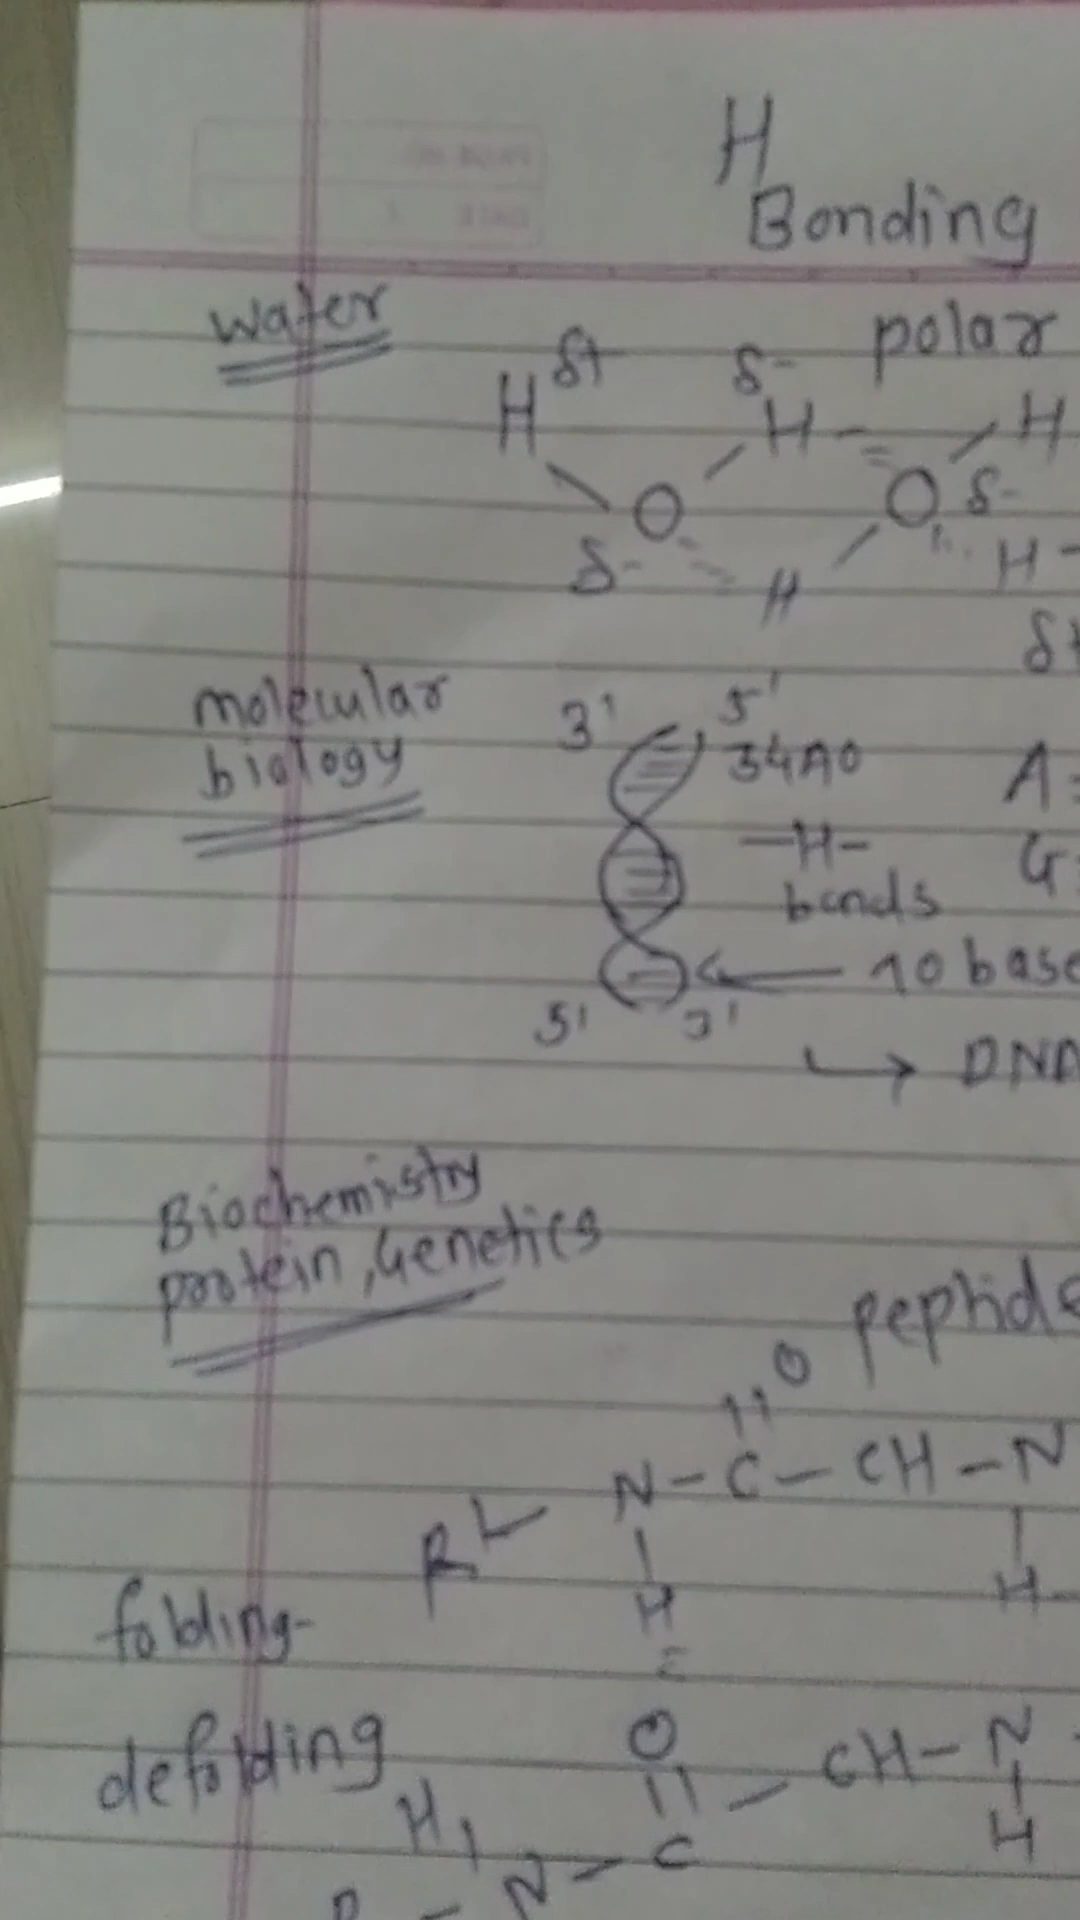 H
Bonding
water
polar
H δ+ δ- H H
O O δ-
δ- H H
δ+
molecular
biology
3' 5'
34A0
A=
-H-
bonds
G
10 base
5' 3'
→ DNA
Biochemistry
protein, Genetics
peptide
O
N-C-CH-N
R
H H
folding-
defolding
O
CH-N
H
H
N-C